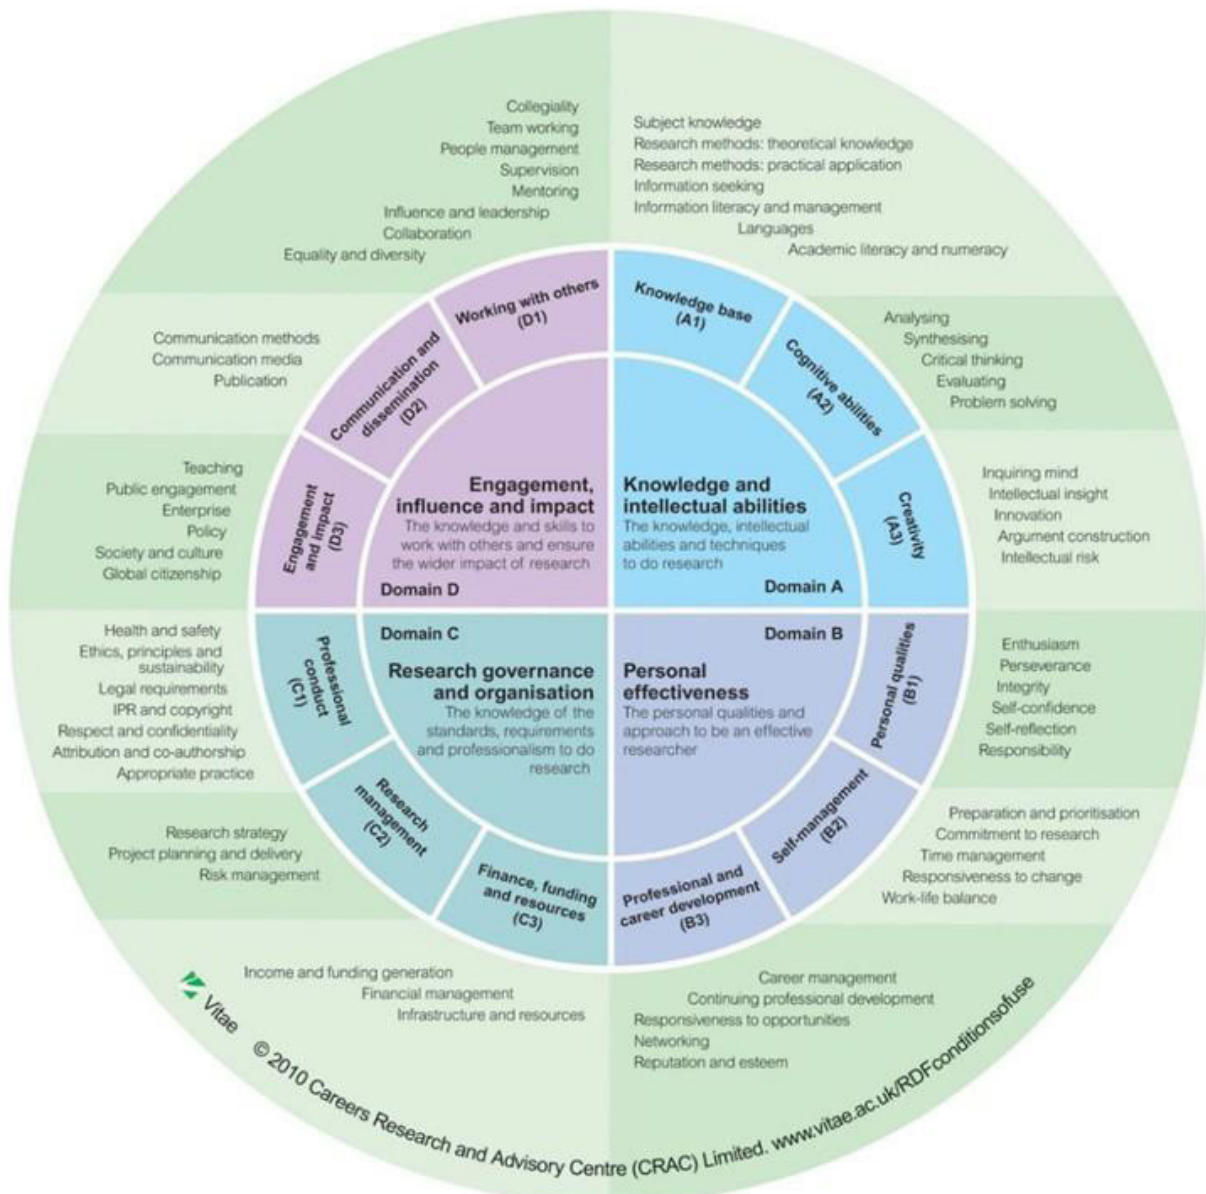 Collegiality
Team working
People management
Supervision
Mentoring
Influence and leadership
Collaboration
Equality and diversity
Subject knowledge
Research methods: theoretical knowledge
Research methods: practical application
Information seeking
Information literacy and management
Languages
Academic literacy and numeracy
Communication methods
Communication media
Publication
Analysing
Synthesising
Critical thinking
Evaluating
Problem solving
Teaching
Public engagement
Enterprise
Policy
Society and culture
Global citizenship
Inquiring mind
Intellectual insight
Innovation
Argument construction
Intellectual risk
Working with others
(D1)
Communication and
dissemination
(D2)
Engagement
and impact
(D3)
Knowledge base
(A1)
Cognitive abilities
(A2)
Creativity
(A3)
Engagement,
influence and impact
The knowledge and skills to
work with others and ensure
the wider impact of research
Domain D
Knowledge and
intellectual abilities
The knowledge, intellectual
abilities and techniques
to do research
Domain A
Domain C
Research governance
and organisation
The knowledge of the
standards, requirements
and professionalism to do
research
Domain B
Personal
effectiveness
The personal qualities and
approach to be an effective
researcher
Professional
conduct
(C1)
Research
management
(C2)
Finance, funding
and resources
(C3)
Personal qualities
(B1)
Self-management
(B2)
Professional and
career development
(B3)
Health and safety
Ethics, principles and
sustainability
Legal requirements
IPR and copyright
Respect and confidentiality
Attribution and co-authorship
Appropriate practice
Enthusiasm
Perseverance
Integrity
Self-confidence
Self-reflection
Responsibility
Research strategy
Project planning and delivery
Risk management
Preparation and prioritisation
Commitment to research
Time management
Responsiveness to change
Work-life balance
Income and funding generation
Financial management
Infrastructure and resources
Career management
Continuing professional development
Responsiveness to opportunities
Networking
Reputation and esteem
Vitae © 2010 Careers Research and Advisory Centre (CRAC) Limited. www.vitae.ac.uk/RDFconditionsofuse